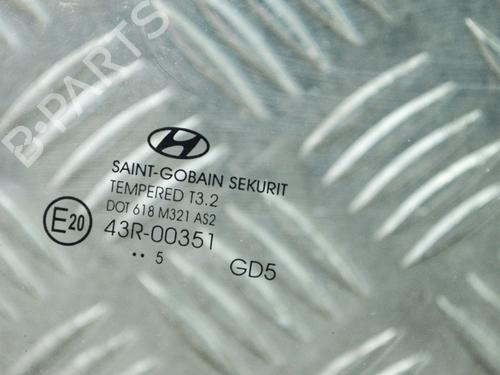 B-PARTS
SAINT-GOBAIN SEKURIT
TEMPERED T3.2
DOT 618 M321 AS2
E20 43R-00351
·· 5 GD5